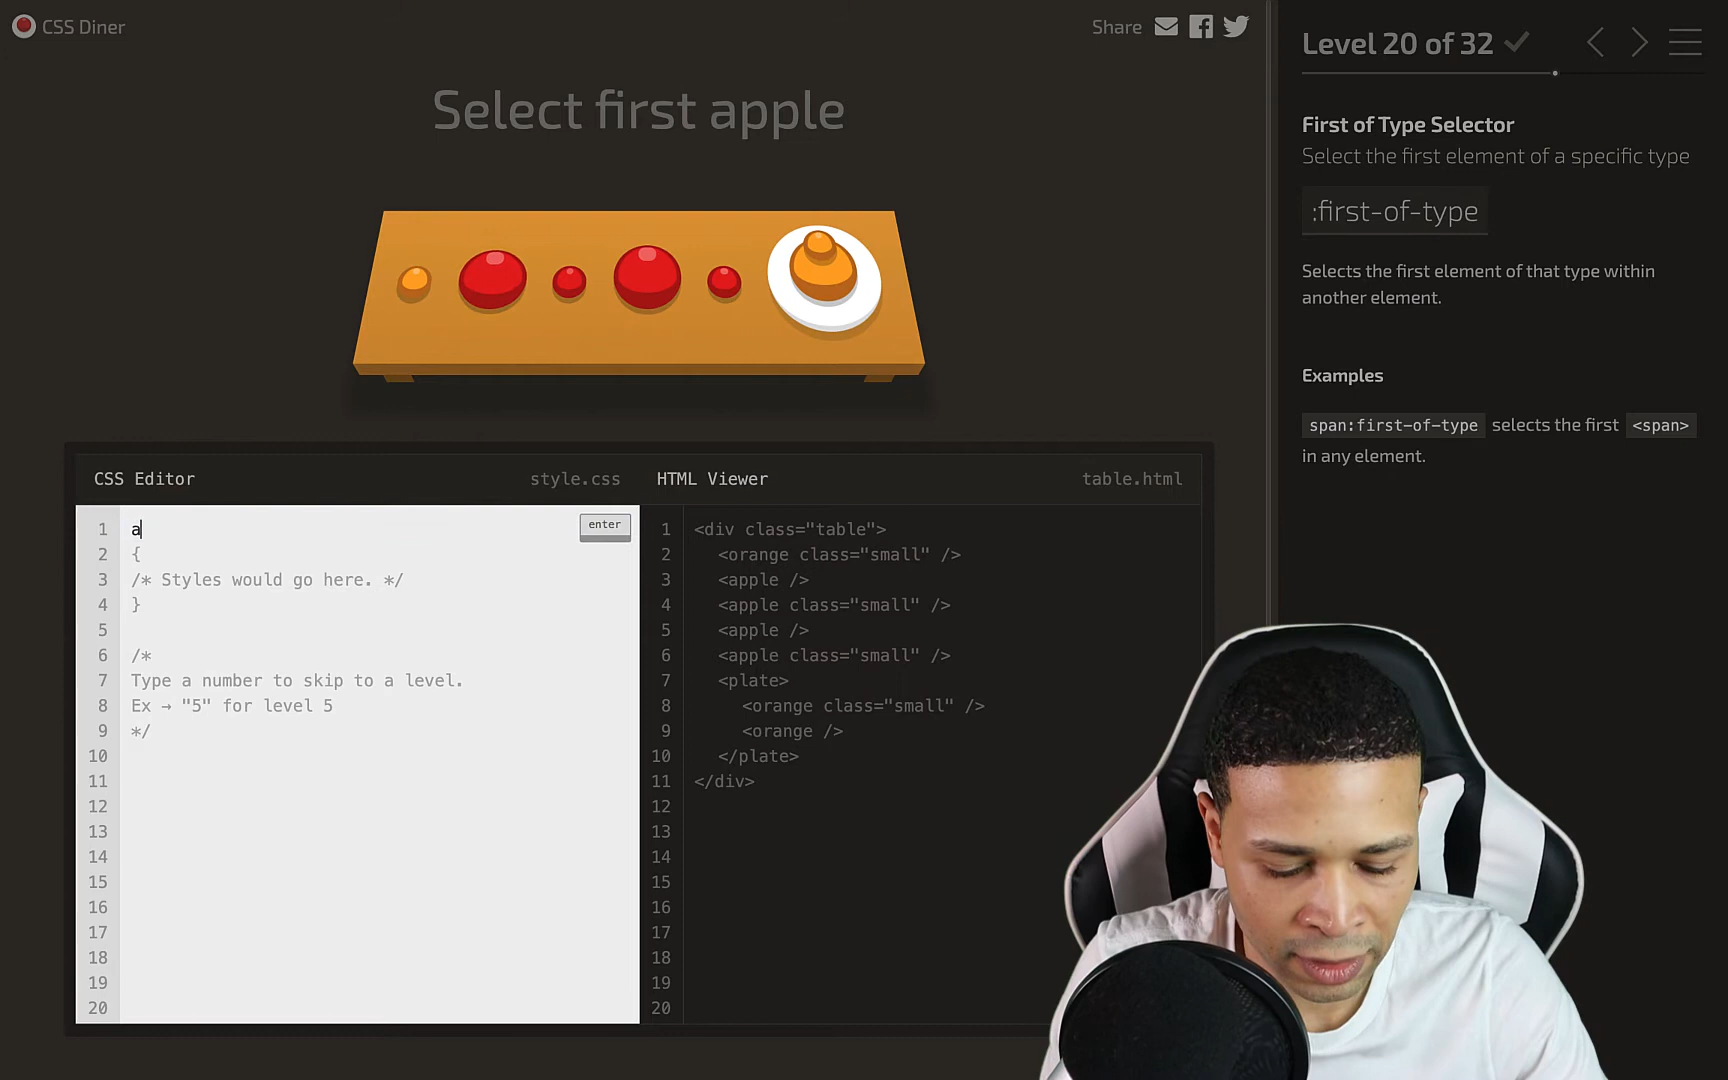 CSS Diner
Share
Select first apple
Level 20 of 32
First of Type Selector
Select the first element of a specific type
:first-of-type
Selects the first element of that type within
another element.
Examples
span:first-of-type selects the first <span>
in any element.
CSS Editor
style.css
1 a
enter
2 {
3 /* Styles would go here. */
4 }
5
6 /*
7 Type a number to skip to a level.
8 Ex → "5" for level 5
9 */
10
11
12
13
14
15
16
17
18
19
20
HTML Viewer
table.html
1 <div class="table">
2 <orange class="small" />
3 <apple />
4 <apple class="small" />
5 <apple />
6 <apple class="small" />
7 <plate>
8 <orange class="small" />
9 <orange />
10 </plate>
11 </div>
12
13
14
15
16
17
18
19
20